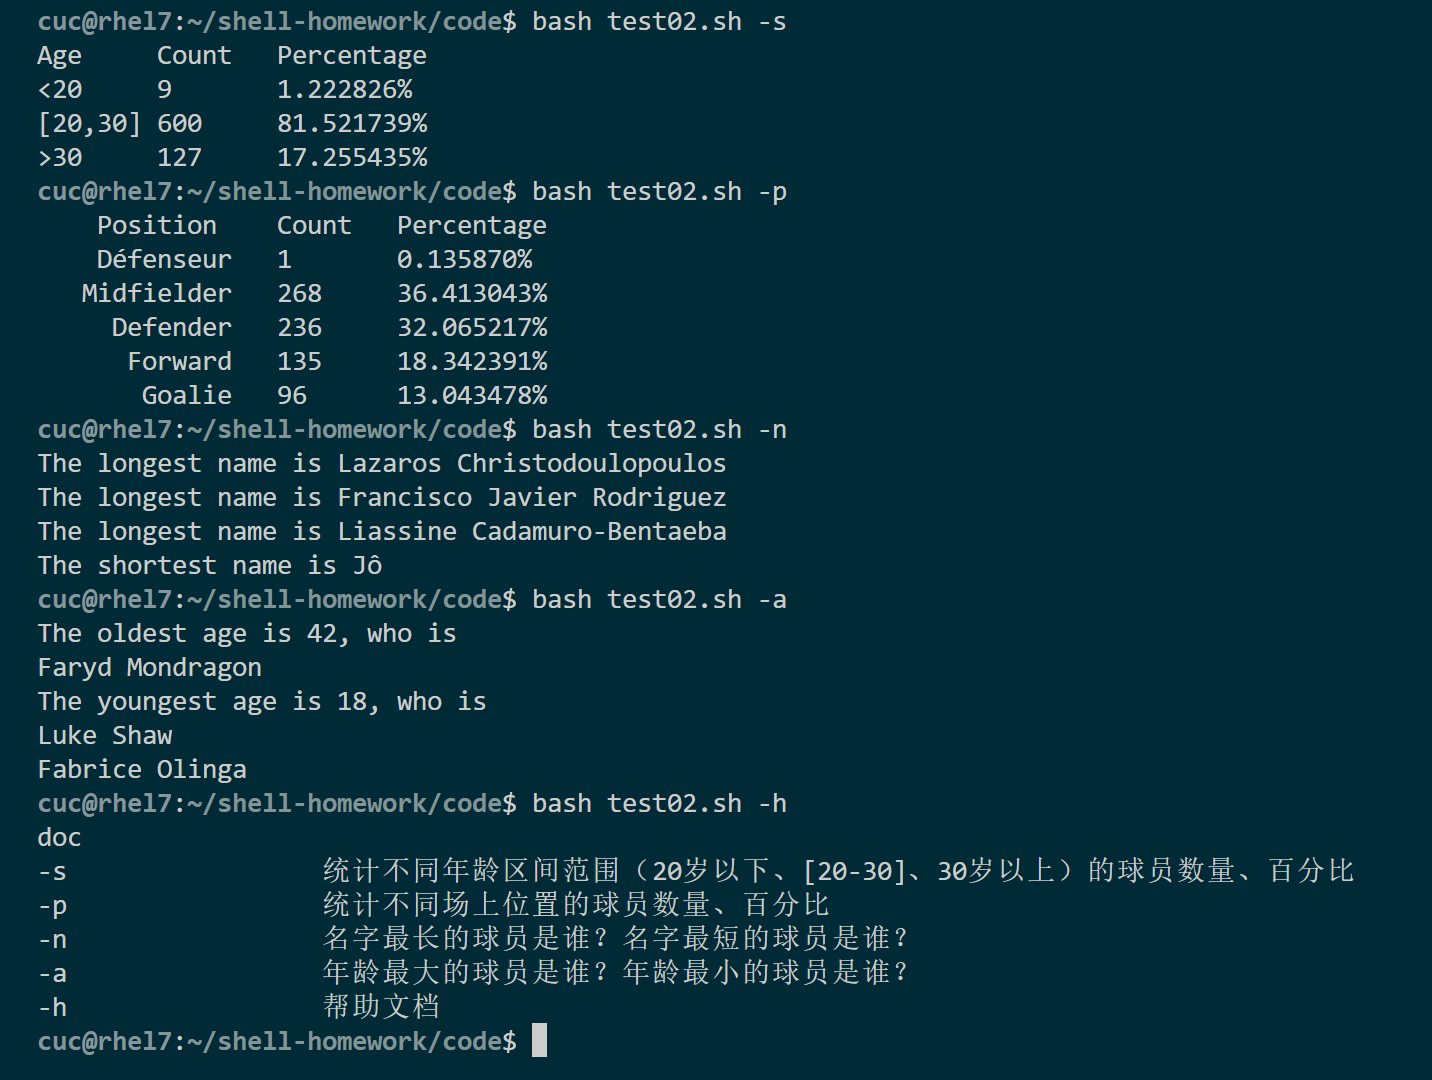 cuc@rhel7:~/shell-homework/code$ bash test02.sh -s
Age     Count   Percentage
<20     9       1.222826%
[20,30] 600     81.521739%
>30     127     17.255435%
cuc@rhel7:~/shell-homework/code$ bash test02.sh -p
    Position    Count   Percentage
    Défenseur   1       0.135870%
   Midfielder   268     36.413043%
     Defender   236     32.065217%
      Forward   135     18.342391%
       Goalie   96      13.043478%
cuc@rhel7:~/shell-homework/code$ bash test02.sh -n
The longest name is Lazaros Christodoulopoulos
The longest name is Francisco Javier Rodriguez
The longest name is Liassine Cadamuro-Bentaeba
The shortest name is Jô
cuc@rhel7:~/shell-homework/code$ bash test02.sh -a
The oldest age is 42, who is
Faryd Mondragon
The youngest age is 18, who is
Luke Shaw
Fabrice Olinga
cuc@rhel7:~/shell-homework/code$ bash test02.sh -h
doc
-s                 统计不同年龄区间范围（20岁以下、[20-30]、30岁以上）的球员数量、百分比
-p                 统计不同场上位置的球员数量、百分比
-n                 名字最长的球员是谁？名字最短的球员是谁？
-a                 年龄最大的球员是谁？年龄最小的球员是谁？
-h                 帮助文档
cuc@rhel7:~/shell-homework/code$